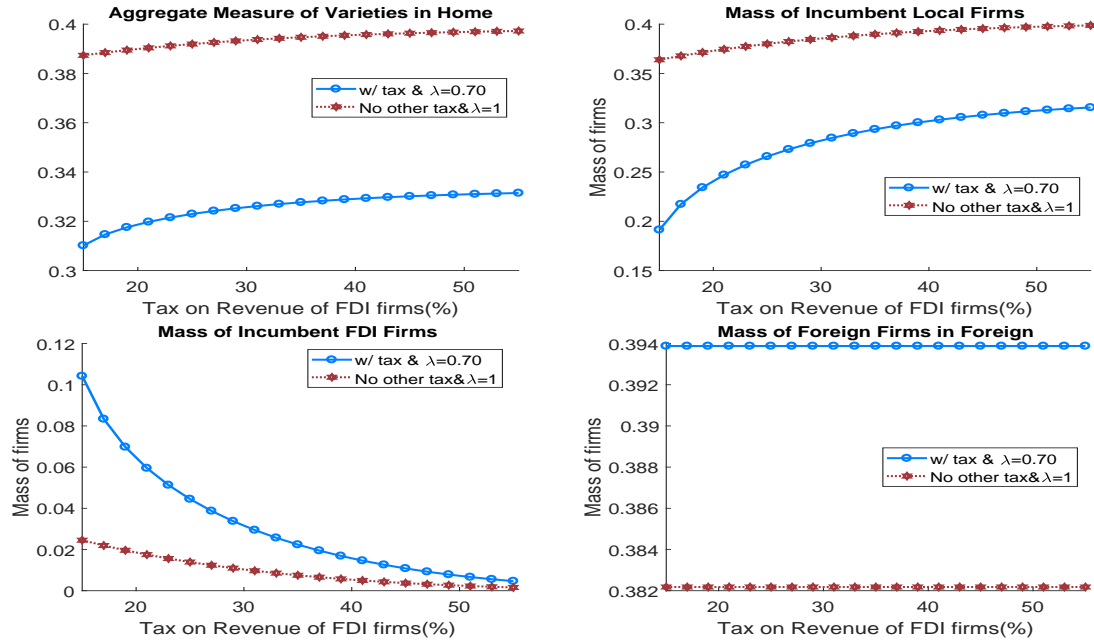 Aggregate Measure of Varieties in Home
0.4
0.38
0.36
0.34
0.32
0.3
w/ tax & λ=0.70
No other tax&λ=1
20 30 40 50
Tax on Revenue of FDI firms(%)
Mass of Incumbent Local Firms
Mass of firms
0.4
0.35
0.3
0.25
0.2
0.15
w/ tax & λ=0.70
No other tax&λ=1
20 30 40 50
Tax on Revenue of FDI firms(%)
Mass of Incumbent FDI Firms
Mass of firms
0.12
0.1
0.08
0.06
0.04
0.02
0
w/ tax & λ=0.70
No other tax&λ=1
20 30 40 50
Tax on Revenue of FDI firms(%)
Mass of Foreign Firms in Foreign
Mass of firms
0.394
0.392
0.39
0.388
0.386
0.384
0.382
w/ tax & λ=0.70
No other tax&λ=1
20 30 40 50
Tax on Revenue of FDI firms(%)